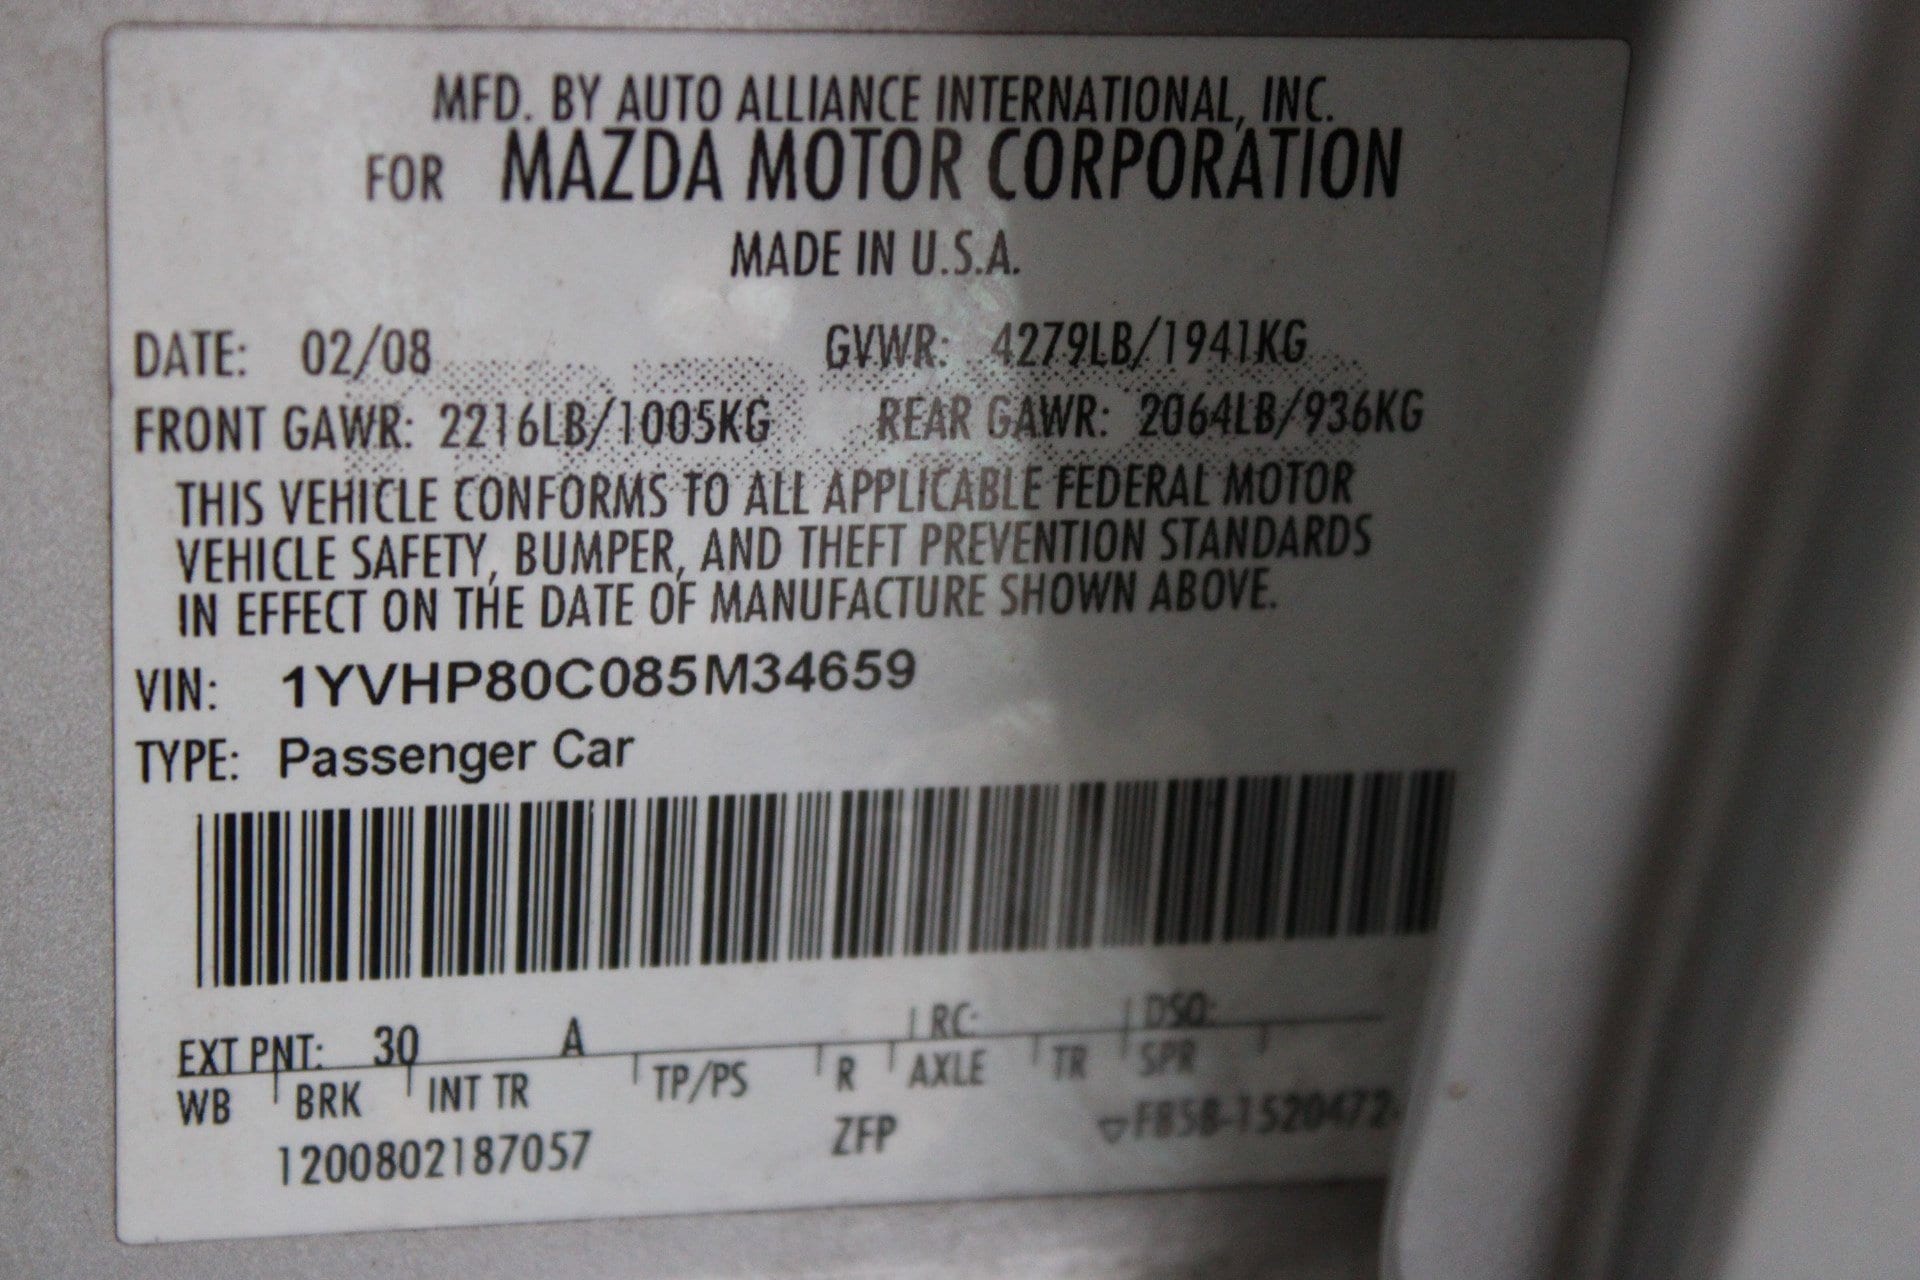 MFD. BY AUTO ALLIANCE INTERNATIONAL, INC.
FOR MAZDA MOTOR CORPORATION
MADE IN U.S.A.
DATE: 02/08 GVWR: 4279LB/1941KG
FRONT GAWR: 2216LB/1005KG REAR GAWR: 2064LB/936KG
THIS VEHICLE CONFORMS TO ALL APPLICABLE FEDERAL MOTOR
VEHICLE SAFETY, BUMPER, AND THEFT PREVENTION STANDARDS
IN EFFECT ON THE DATE OF MANUFACTURE SHOWN ABOVE.
VIN: 1YVHP80C085M34659
TYPE: Passenger Car
EXT PNT: 30 A RC: DSO:
WB BRK INT TR TP/PS R AXLE TR SPR
1200802187057 ZFP